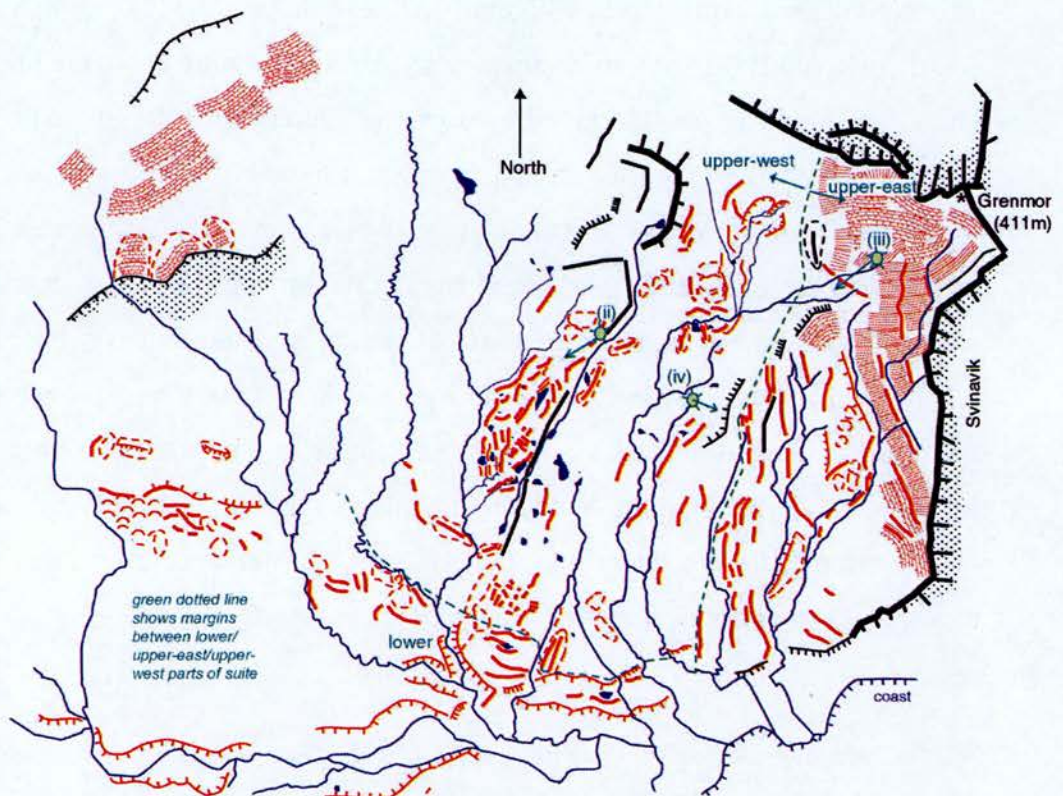 North
upper-west
upper-east
*
Grenmor
(411m)
(iii)
(ii)
(iv)
Svinavik
green dotted line
shows margins
between lower/
upper-east/upper-
west parts of suite
lower
coast